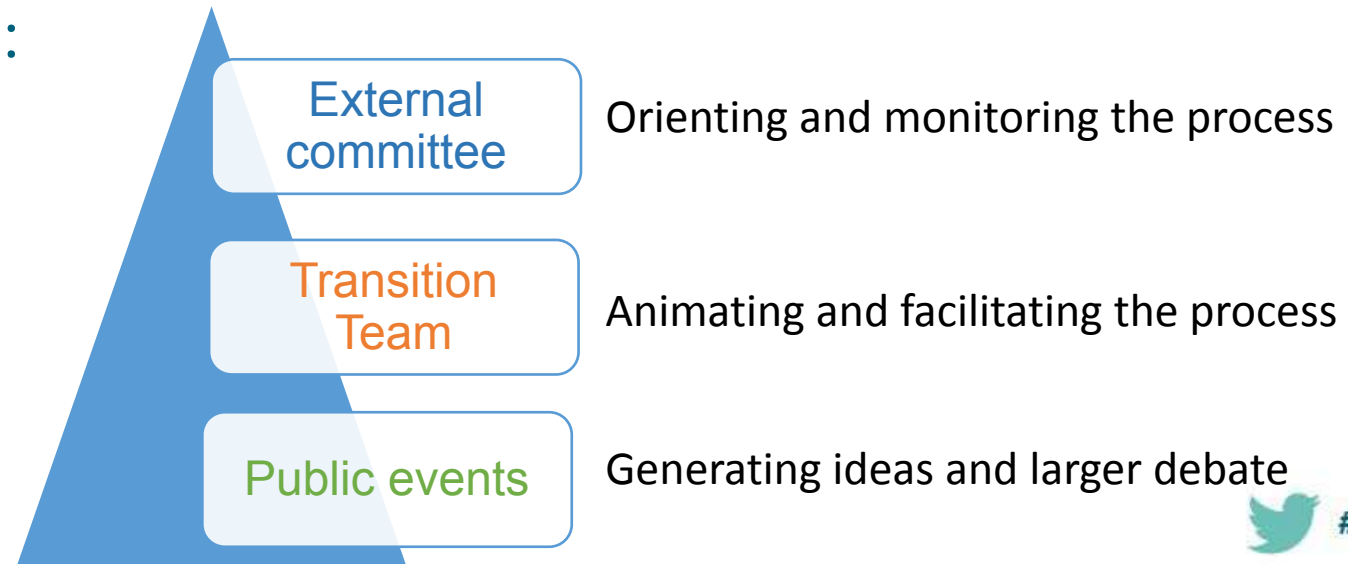 :
External
committee
Orienting and monitoring the process
Transition
Team
Animating and facilitating the process
Public events
Generating ideas and larger debate
#